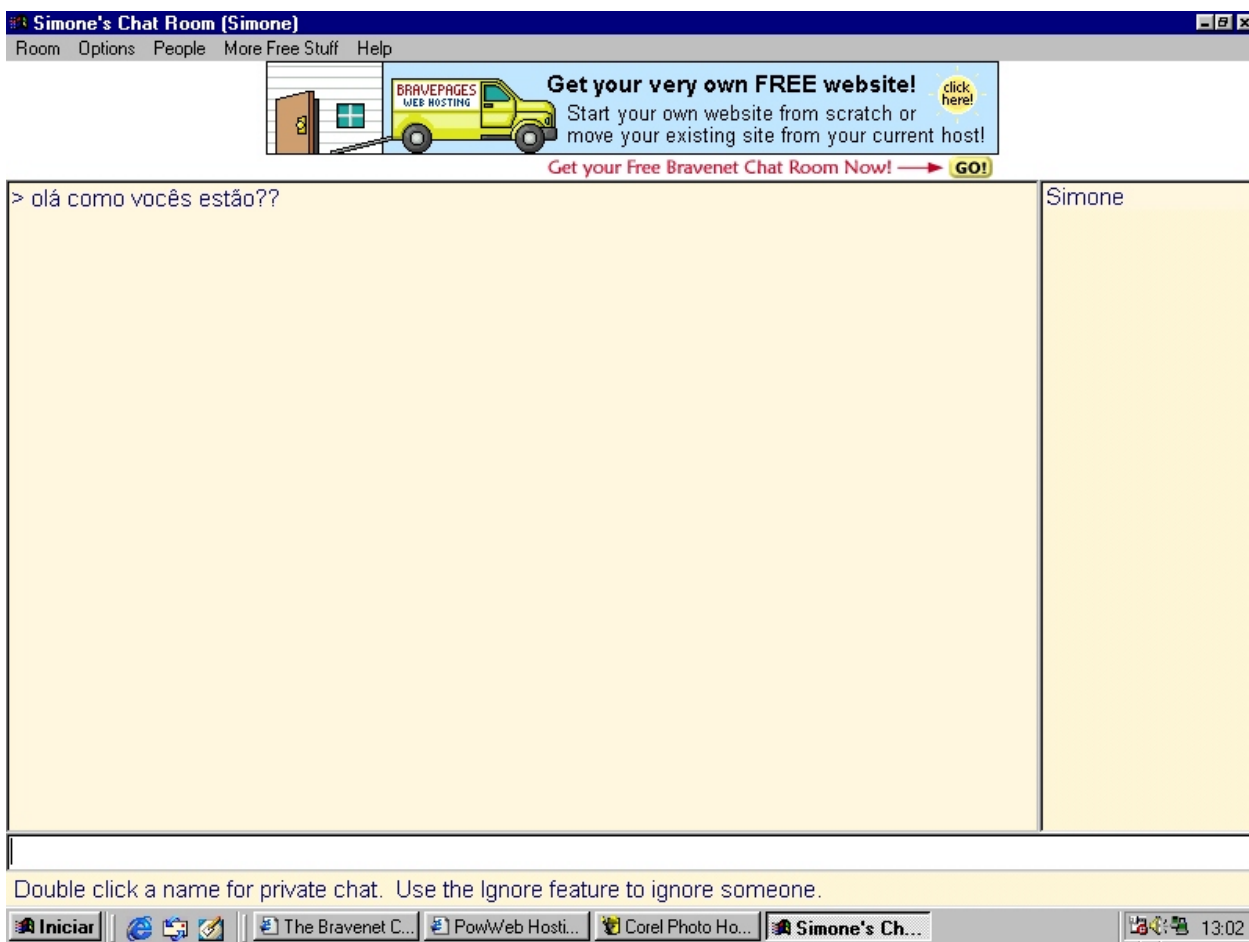 Simone's Chat Room (Simone)
Room Options People More Free Stuff Help
BRAVEPAGES
WEB HOSTING
Get your very own FREE website!
click
here!
Start your own website from scratch or
move your existing site from your current host!
Get your Free Bravenet Chat Room Now! GO!
> olá como vocês estão??
Simone
Double click a name for private chat. Use the Ignore feature to ignore someone.
Iniciar The Bravenet C... PowWeb Hosti... Corel Photo Ho... Simone's Ch... 13:02